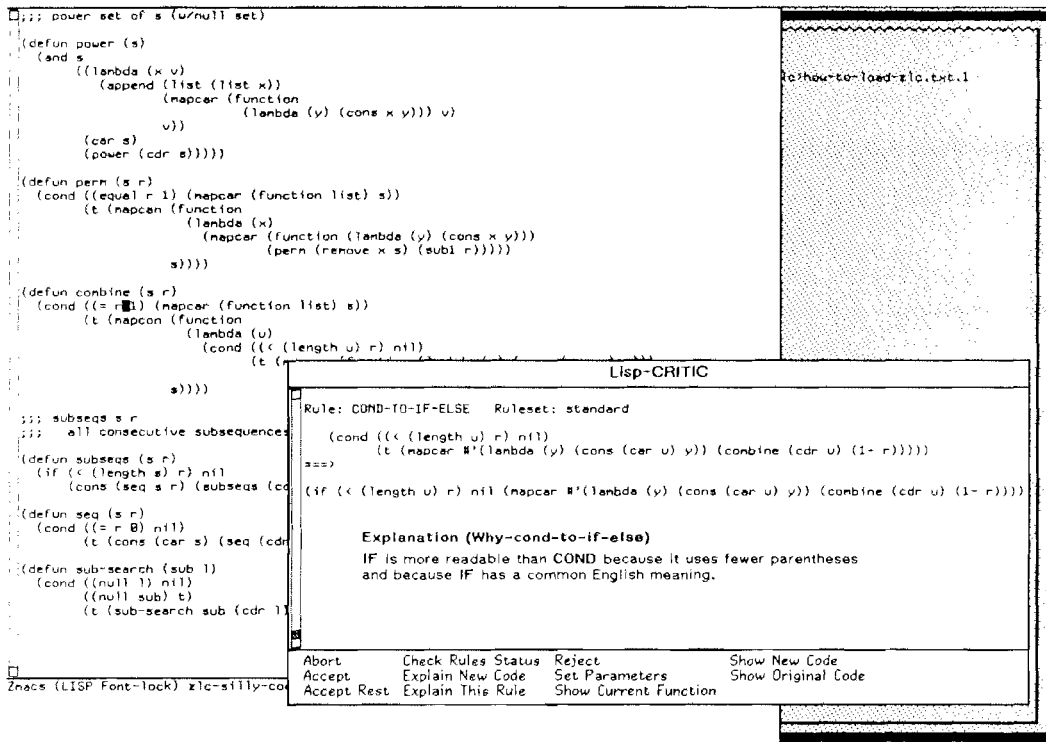 ;;; power set of s (w/null set)
(defun power (s)
(and s
((lambda (x v)
(append (list (list x))
(mapcar (function
(lambda (y) (cons x y))) v)
v))
(car s)
(power (cdr s)))))
(defun perm (s r)
(cond ((equal r 1) (mapcar (function list) s))
(t (mapcan (function
(lambda (x)
(mapcar (function (lambda (y) (cons x y)))
(perm (remove x s) (sub1 r)))))
s))))
(defun combine (s r)
(cond ((= r 1) (mapcar (function list) s))
(t (mapcon (function
(lambda (u)
(cond ((< (length u) r) nil)
(t (
s))))
;;; subseqs s r
;;; all consecutive subsequences
(defun subseqs (s r)
(if (< (length s) r) nil
(cons (seq s r) (subseqs (cd
(defun seq (s r)
(cond ((= r 0) nil)
(t (cons (car s) (seq (cdr
(defun sub-search (sub l)
(cond ((null l) nil)
((null sub) t)
(t (sub-search sub (cdr l)
Zmacs (LISP Font-lock) zlc-silly-co
lc>how-to-load-zlc.txt.1
Lisp-CRITIC
Rule: COND-TO-IF-ELSE Ruleset: standard
(cond ((< (length u) r) nil)
(t (mapcar #'(lambda (y) (cons (car u) y)) (combine (cdr u) (1- r)))))
===>
(if (< (length u) r) nil (mapcar #'(lambda (y) (cons (car u) y)) (combine (cdr u) (1- r))))
Explanation (Why-cond-to-if-else)
IF is more readable than COND because it uses fewer parentheses
and because IF has a common English meaning.
Abort Check Rules Status Reject Show New Code
Accept Explain New Code Set Parameters Show Original Code
Accept Rest Explain This Rule Show Current Function